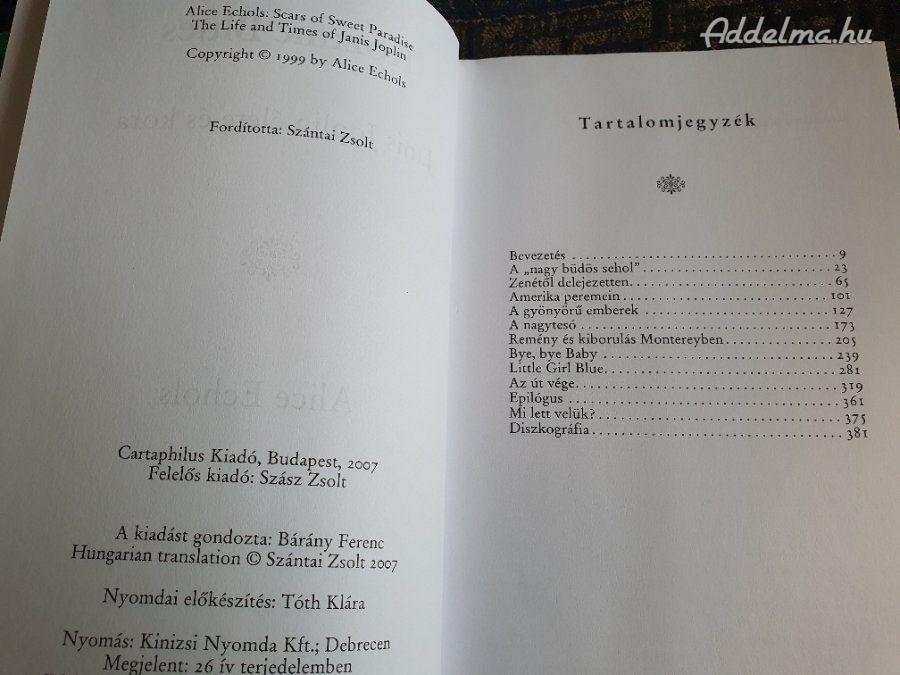 Alice Echols: Scars of Sweet Paradise
The Life and Times of Janis Joplin
Copyright © 1999 by Alice Echols
Fordította: Szántai Zsolt
Alice Echols
Cartaphilus Kiadó, Budapest, 2007
Felelős kiadó: Szász Zsolt
A kiadást gondozta: Bárány Ferenc
Hungarian translation © Szántai Zsolt 2007
Nyomdai előkészítés: Tóth Klára
Nyomás: Kinizsi Nyomda Kft.; Debrecen
Megjelent: 26 ív terjedelemben
Addelma.hu
Tartalomjegyzék
Bevezetés . . . . . . . . . . 9
A „nagy büdös sehol” . . . . . . . . . . 23
Zenétől delejezetten. . . . . . . . . . . 65
Amerika peremein. . . . . . . . . . . 101
A gyönyörű emberek . . . . . . . . . . 127
A nagytesó . . . . . . . . . . 173
Remény és kiborulás Montereyben . . . . . . . . . . 205
Bye, bye Baby . . . . . . . . . . 239
Little Girl Blue. . . . . . . . . . . 281
Az út vége. . . . . . . . . . . 319
Epilógus . . . . . . . . . . 361
Mi lett velük? . . . . . . . . . . 375
Diszkográfia . . . . . . . . . . 381